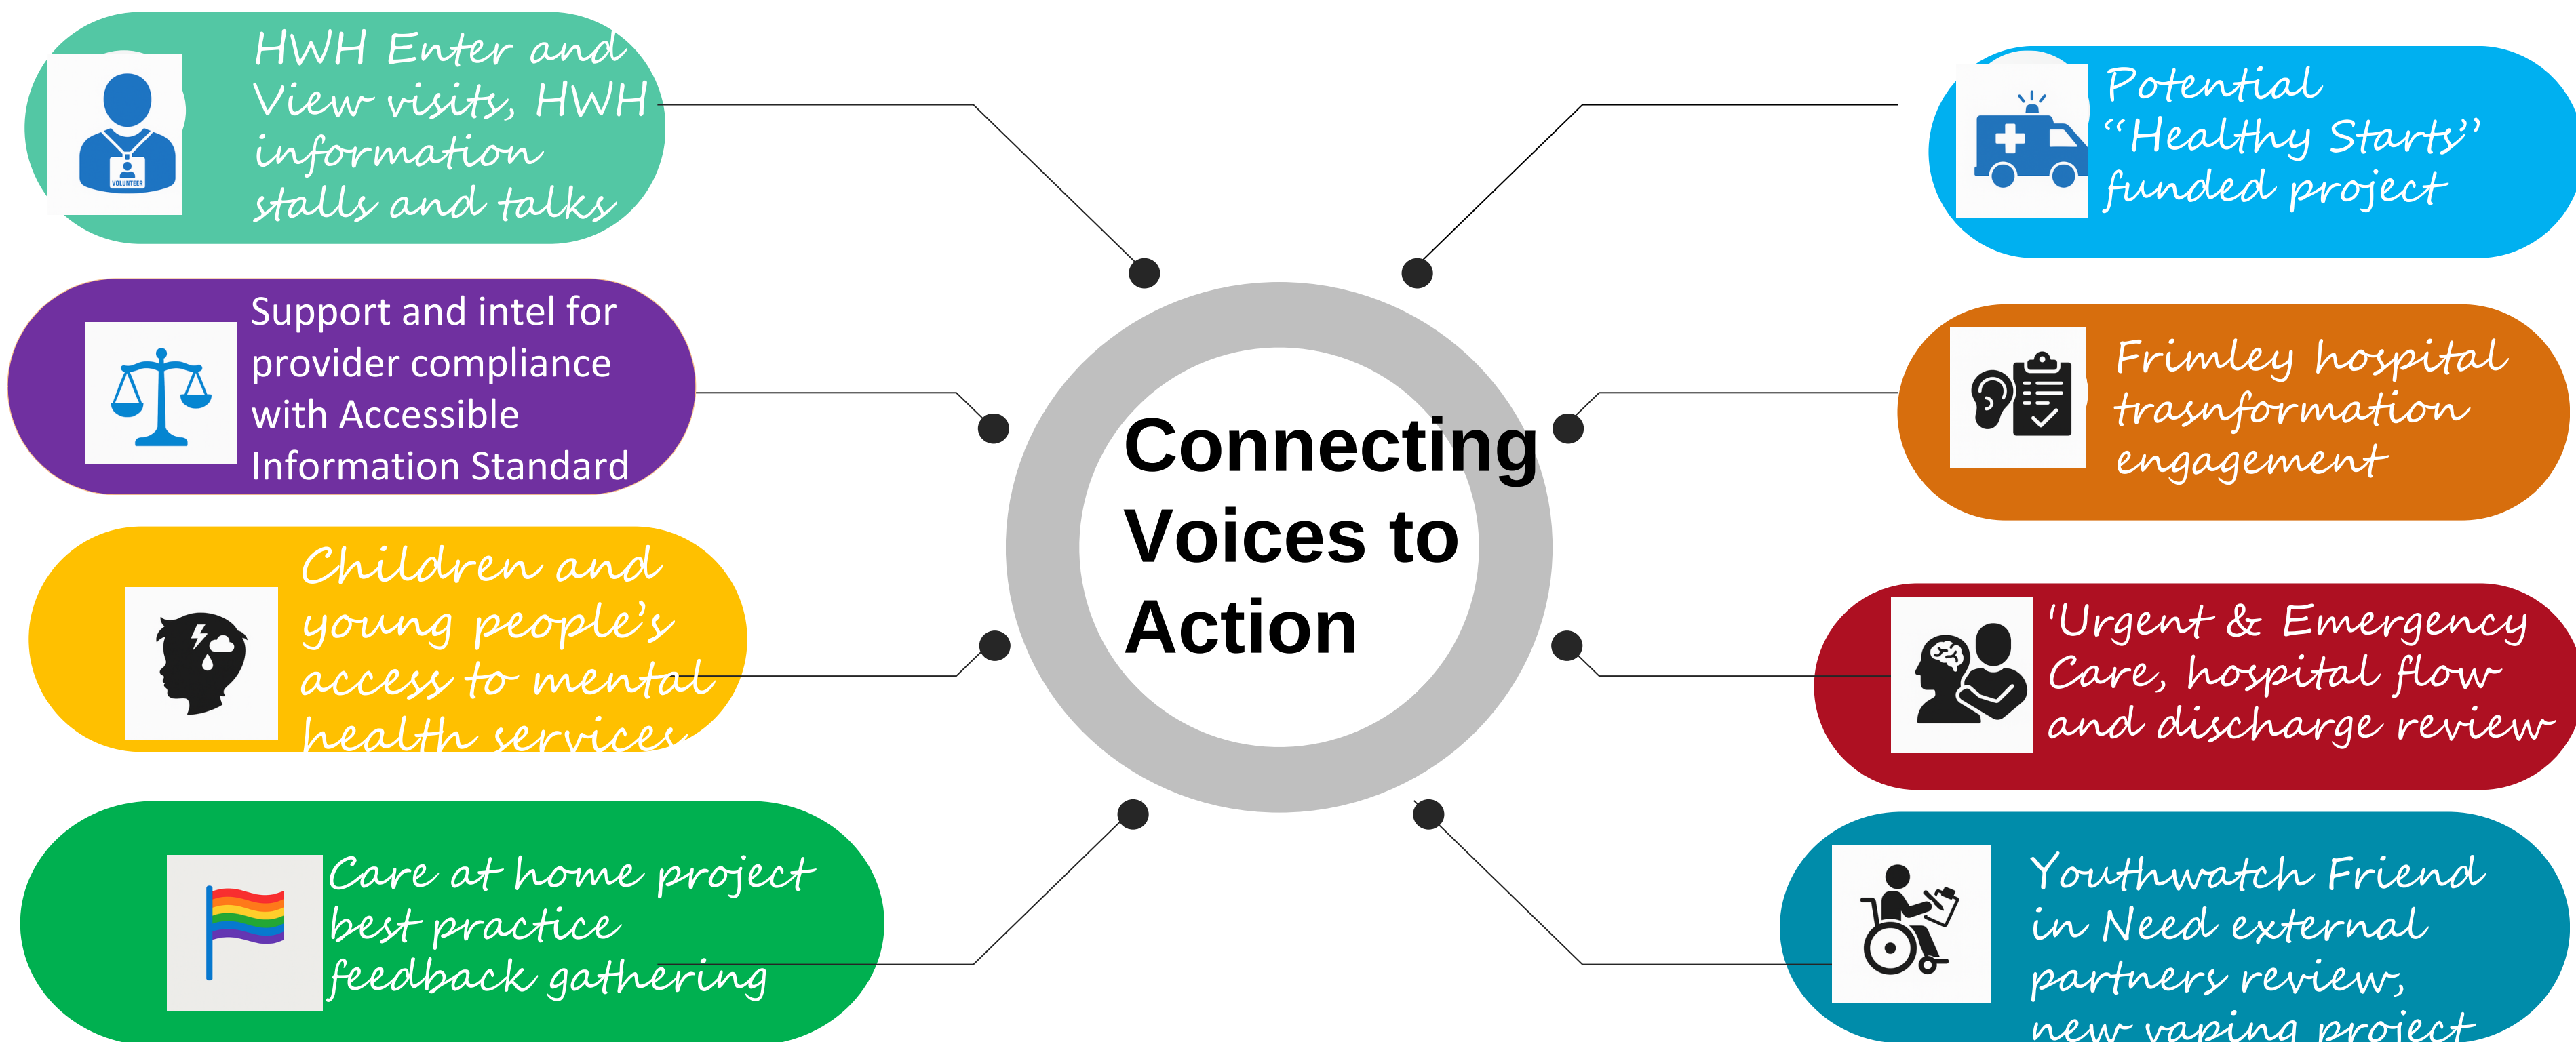 HWH Enter and
View visits, HWH
information
stalls and talks
VOLUNTEER
Support and intel for
provider compliance
with Accessible
Information Standard
Children and
young people’s
access to mental
health services
Care at home project
best practice
feedback gathering
Connecting
Voices to
Action
Potential
“Healthy Starts”
funded project
Frimley hospital
trasnformation
engagement
'Urgent & Emergency
Care, hospital flow
and discharge review
Youthwatch Friend
in Need external
partners review,
new vaping project